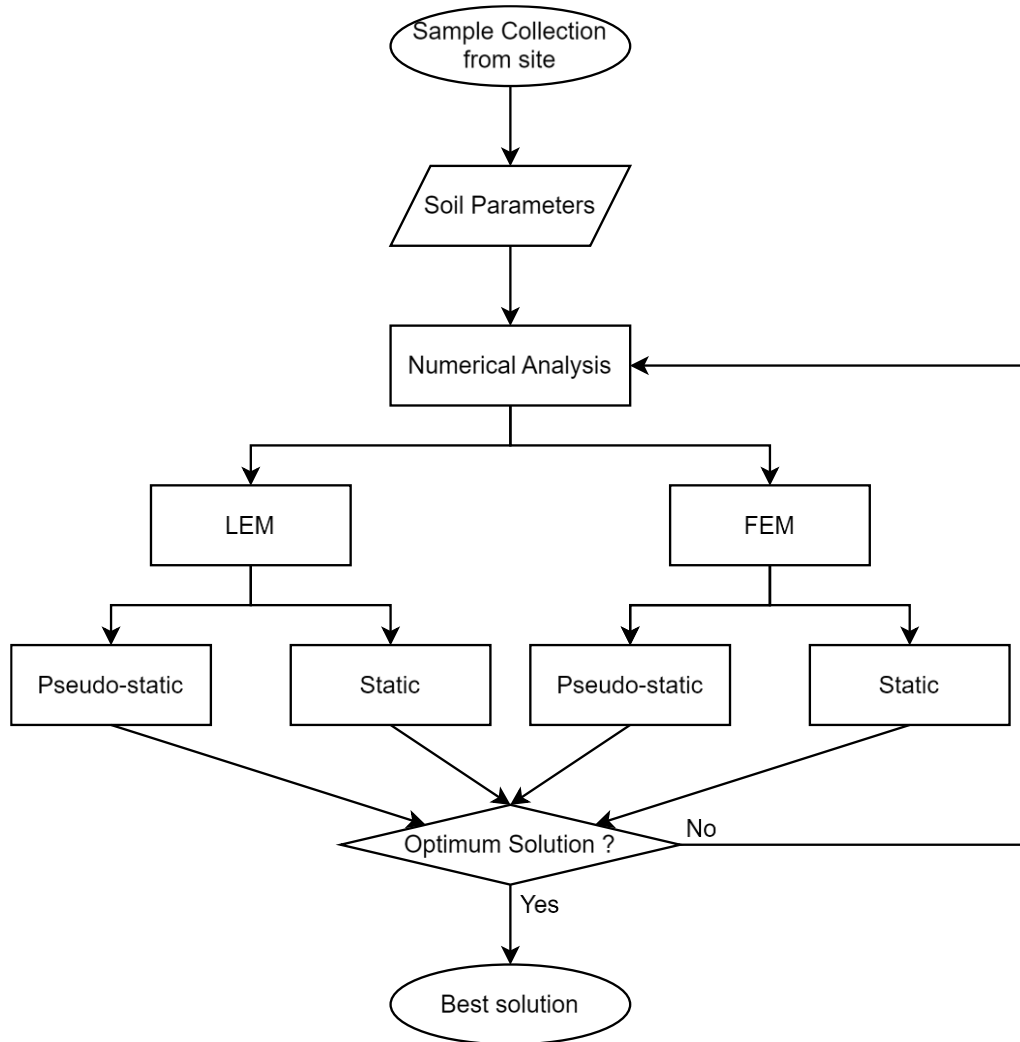 Sample Collection
from site
Soil Parameters
Numerical Analysis
LEM
FEM
Pseudo-static
Static
Pseudo-static
Static
Optimum Solution ?
No
Yes
Best solution